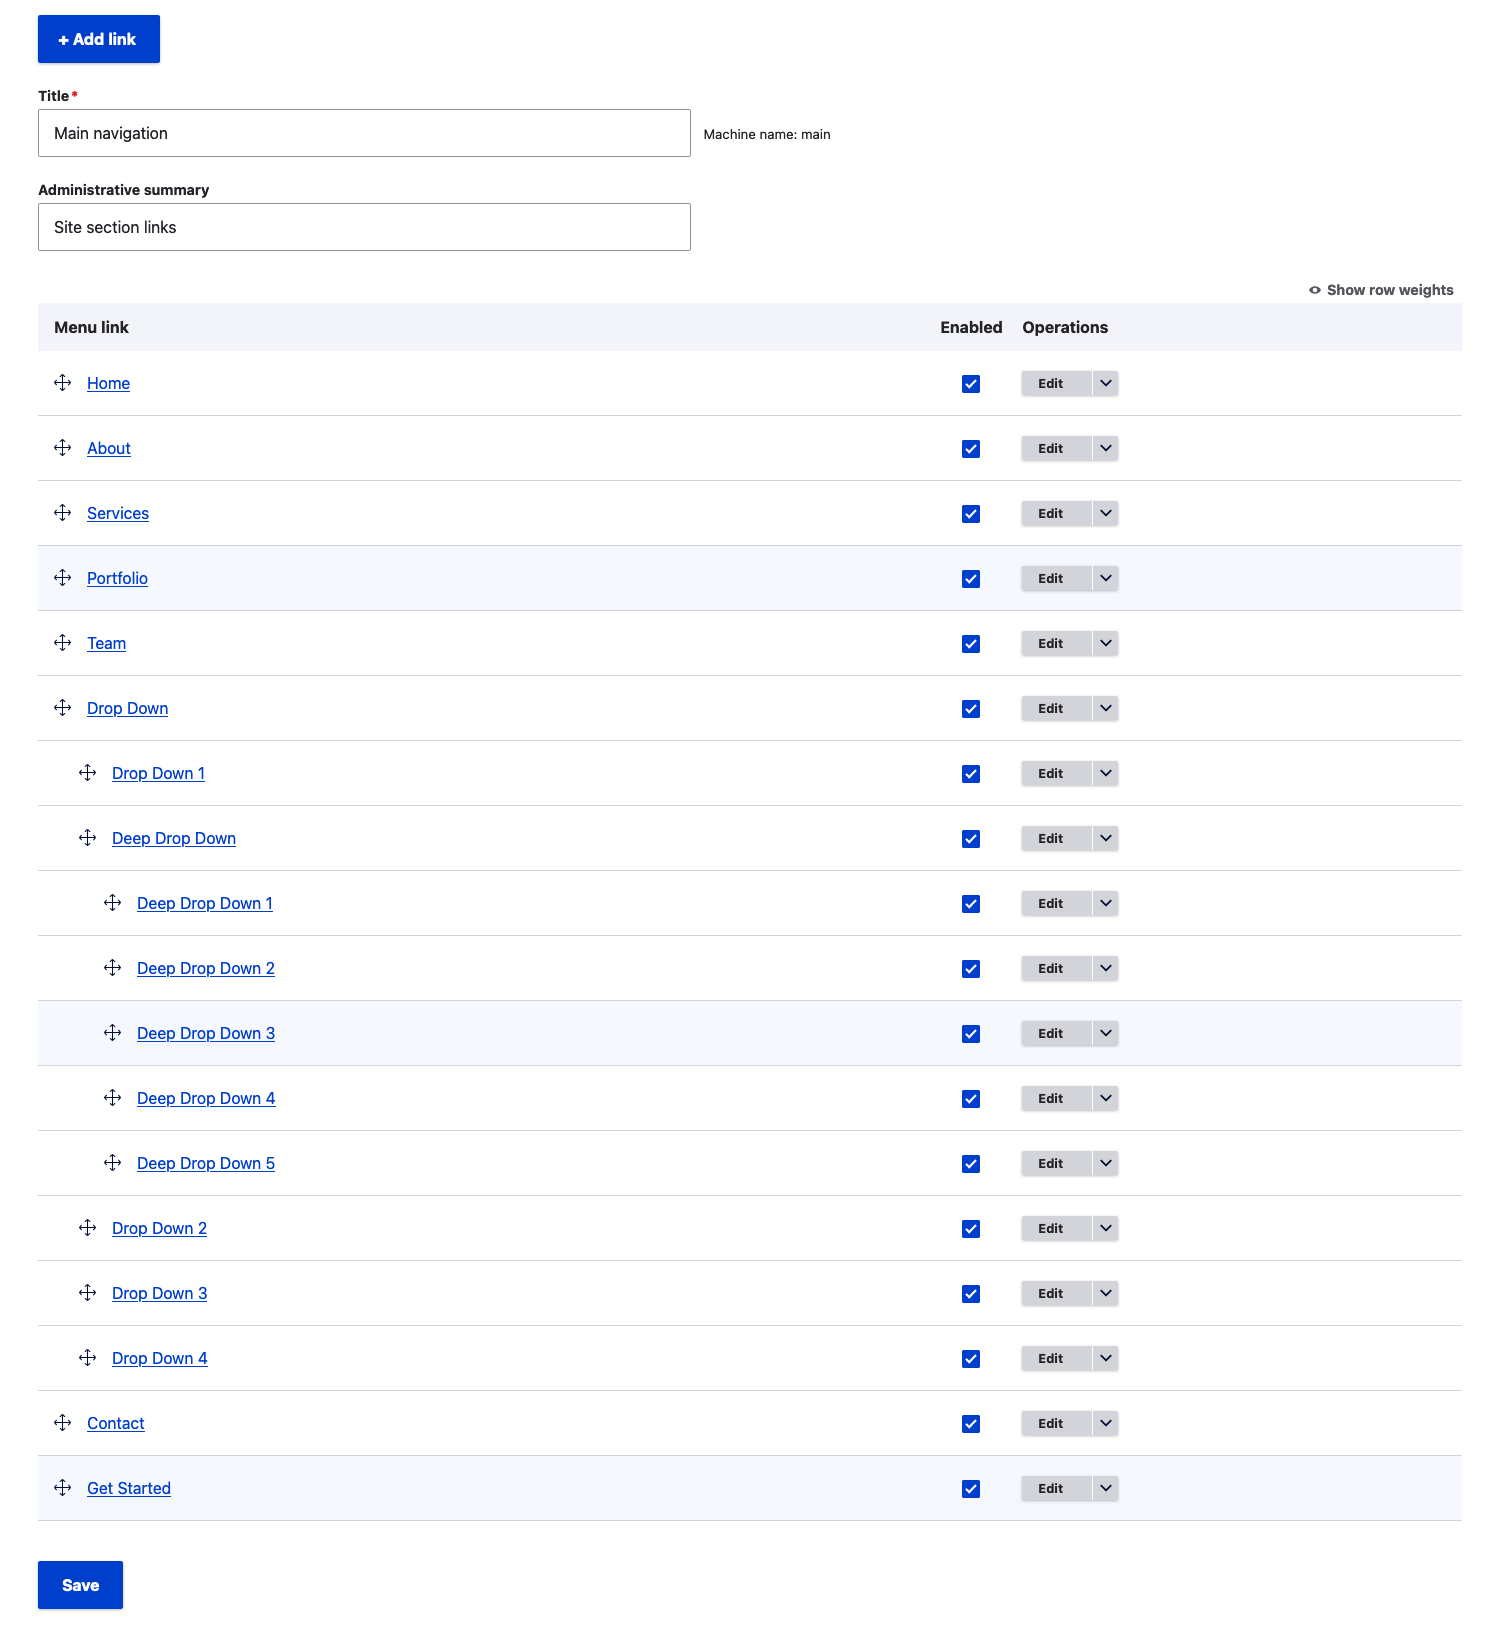 + Add link
Title*
Main navigation
Machine name: main
Administrative summary
Site section links
Show row weights
Menu link Enabled Operations
Home Edit
About Edit
Services Edit
Portfolio Edit
Team Edit
Drop Down Edit
Drop Down 1 Edit
Deep Drop Down Edit
Deep Drop Down 1 Edit
Deep Drop Down 2 Edit
Deep Drop Down 3 Edit
Deep Drop Down 4 Edit
Deep Drop Down 5 Edit
Drop Down 2 Edit
Drop Down 3 Edit
Drop Down 4 Edit
Contact Edit
Get Started Edit
Save